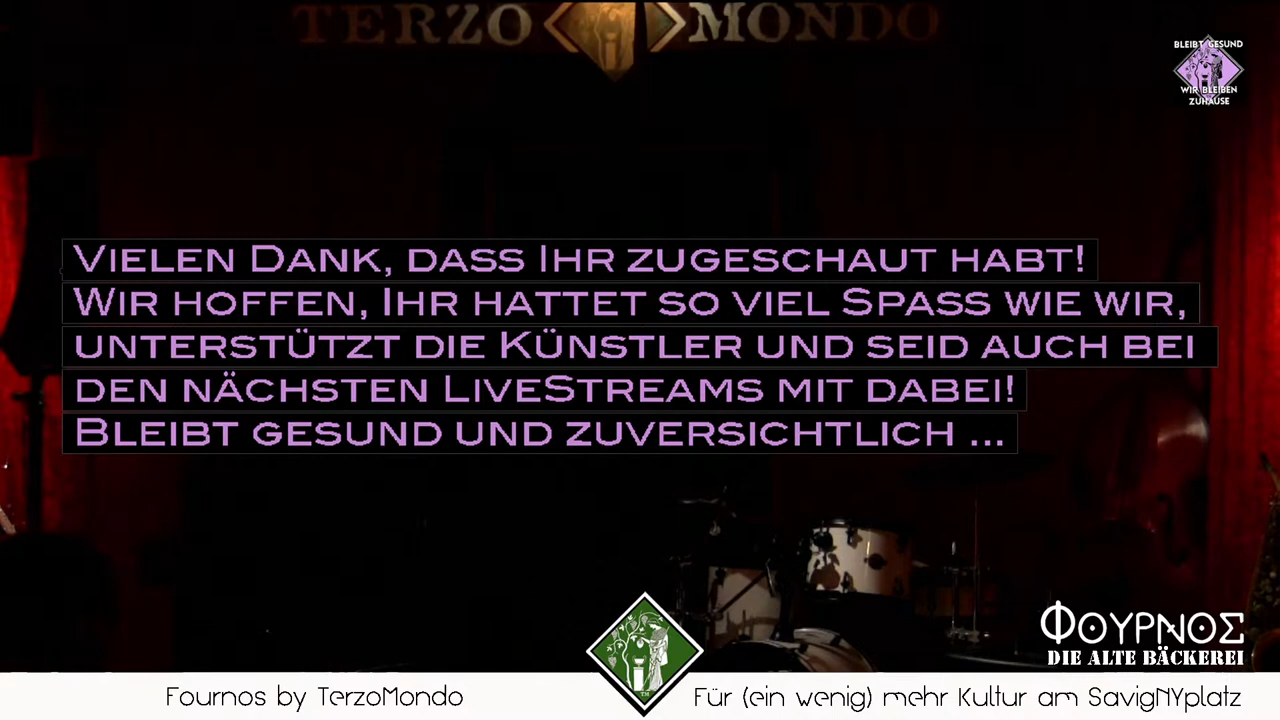 TERZO MONDO
BLEIBT GESUND
WIR BLEIBEN
ZUHAUSE
VIELEN DANK, DASS IHR ZUGESCHAUT HABT!
WIR HOFFEN, IHR HATTET SO VIEL SPASS WIE WIR,
UNTERSTÜTZT DIE KÜNSTLER UND SEID AUCH BEI
DEN NÄCHSTEN LIVESTREAMS MIT DABEI!
BLEIBT GESUND UND ZUVERSICHTLICH ...
ΦΟΥΡΝΟΣ
DIE ALTE BÄCKEREI
Fournos by TerzoMondo
TM
Für (ein wenig) mehr Kultur am SavigNYplatz